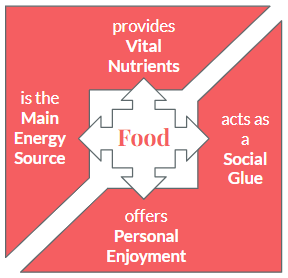 provides
Vital
Nutrients
is the
Main
Energy
Source
Food
acts as
a
Social
Glue
offers
Personal
Enjoyment